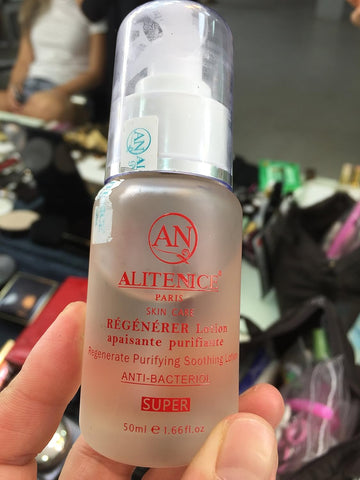 AN
ALITENICE®
PARIS
SKIN CARE
RÉGÉNÉRER Lotion
apaisante purifiante
Regenerate Purifying Soothing Lotion
ANTI-BACTERIOL
SUPER
50ml e 1.66fl.oz